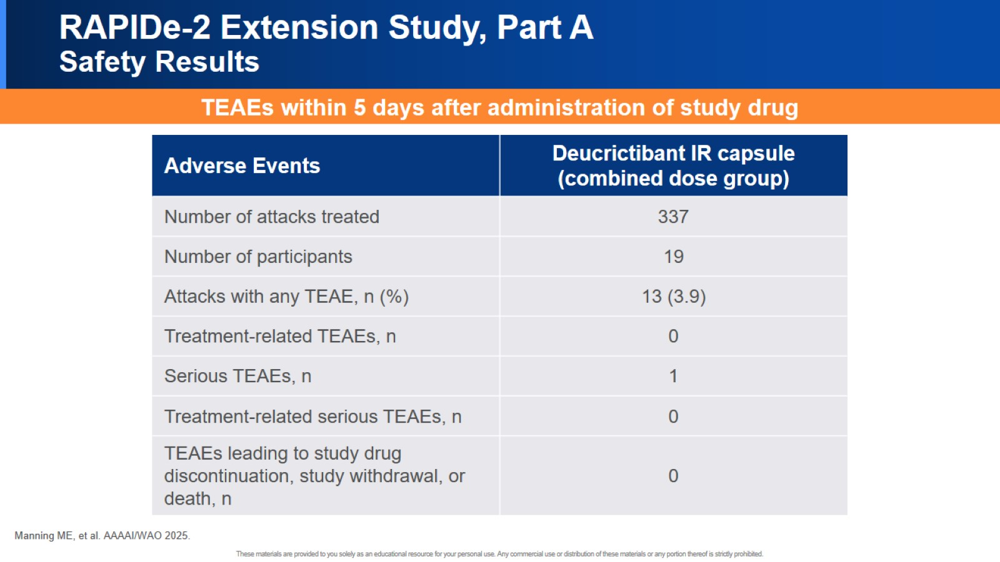 RAPIDe-2 Extension Study, Part A
Safety Results
TEAEs within 5 days after administration of study drug
Adverse Events
Deucrictibant IR capsule
(combined dose group)
Number of attacks treated
337
Number of participants
19
Attacks with any TEAE, n (%)
13 (3.9)
Treatment-related TEAEs, n
0
Serious TEAEs, n
1
Treatment-related serious TEAEs, n
0
TEAEs leading to study drug
discontinuation, study withdrawal, or
death, n
0
Manning ME, et al. AAAAI/WAO 2025.
These materials are provided to you solely as an educational resource for your personal use. Any commercial use or distribution of these materials or any portion thereof is strictly prohibited.